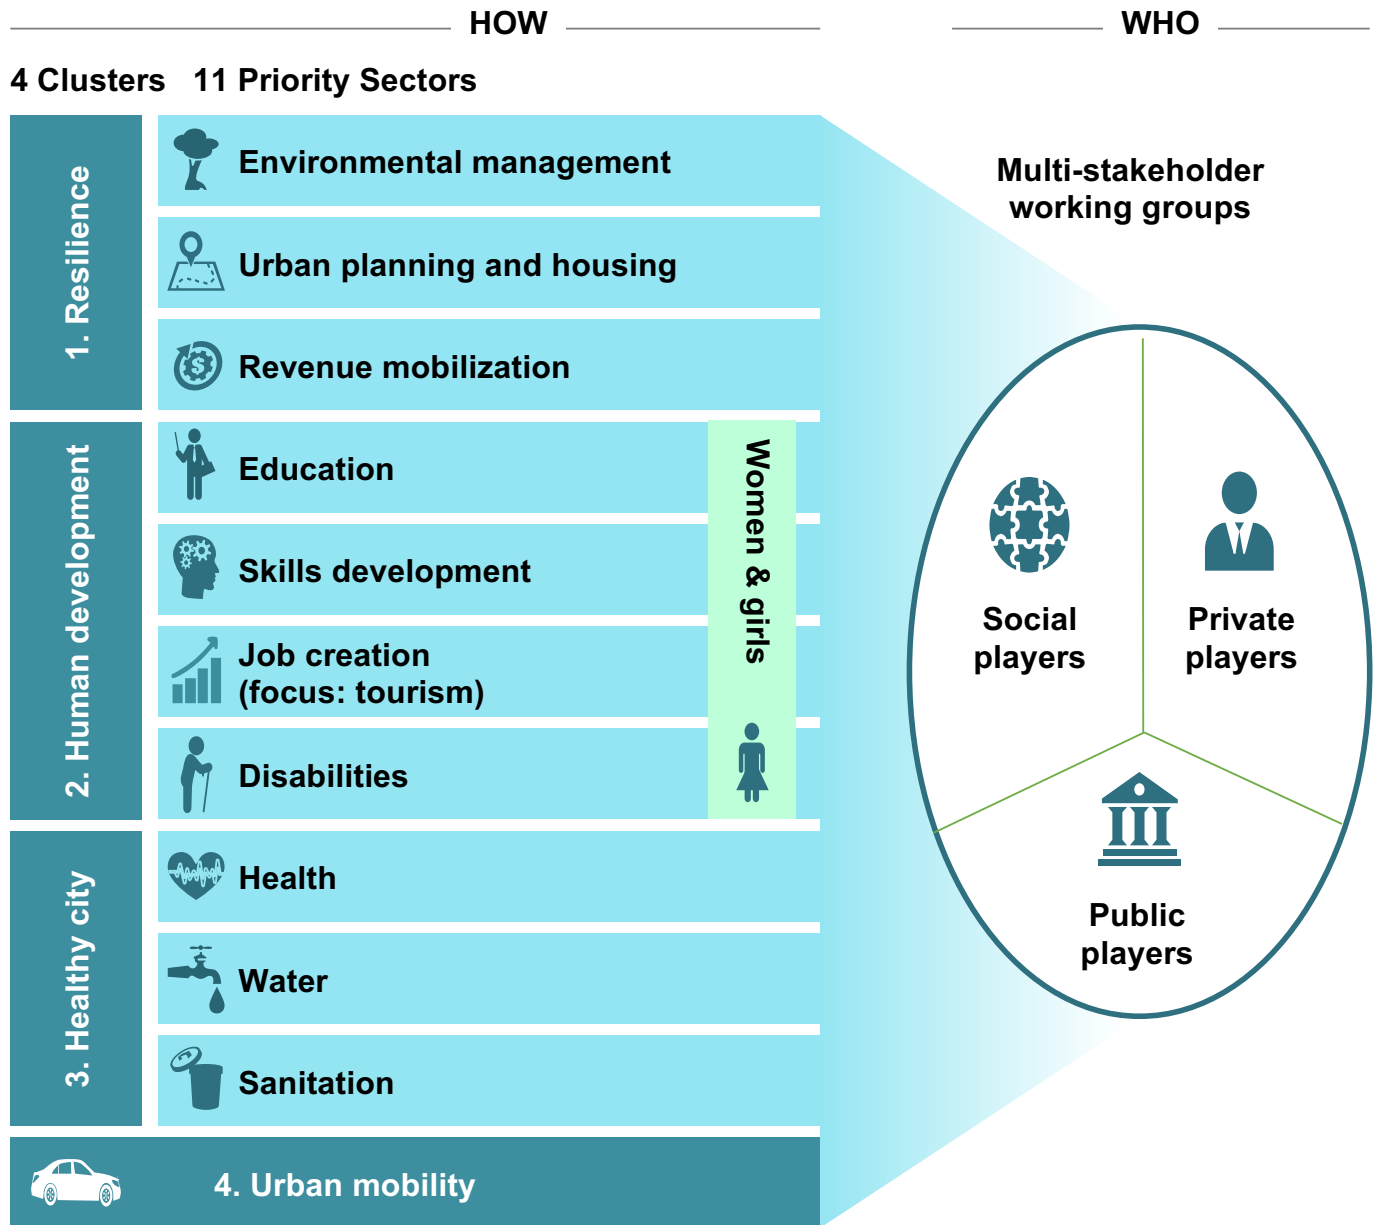 HOW
WHO
4 Clusters 11 Priority Sectors
Multi-stakeholder
working groups
1. Resilience
Environmental management
Urban planning and housing
Revenue mobilization
2. Human development
Education
Skills development
Job creation
(focus: tourism)
Disabilities
Women & girls
3. Healthy city
Health
Water
Sanitation
4. Urban mobility
Social
players
Private
players
Public
players